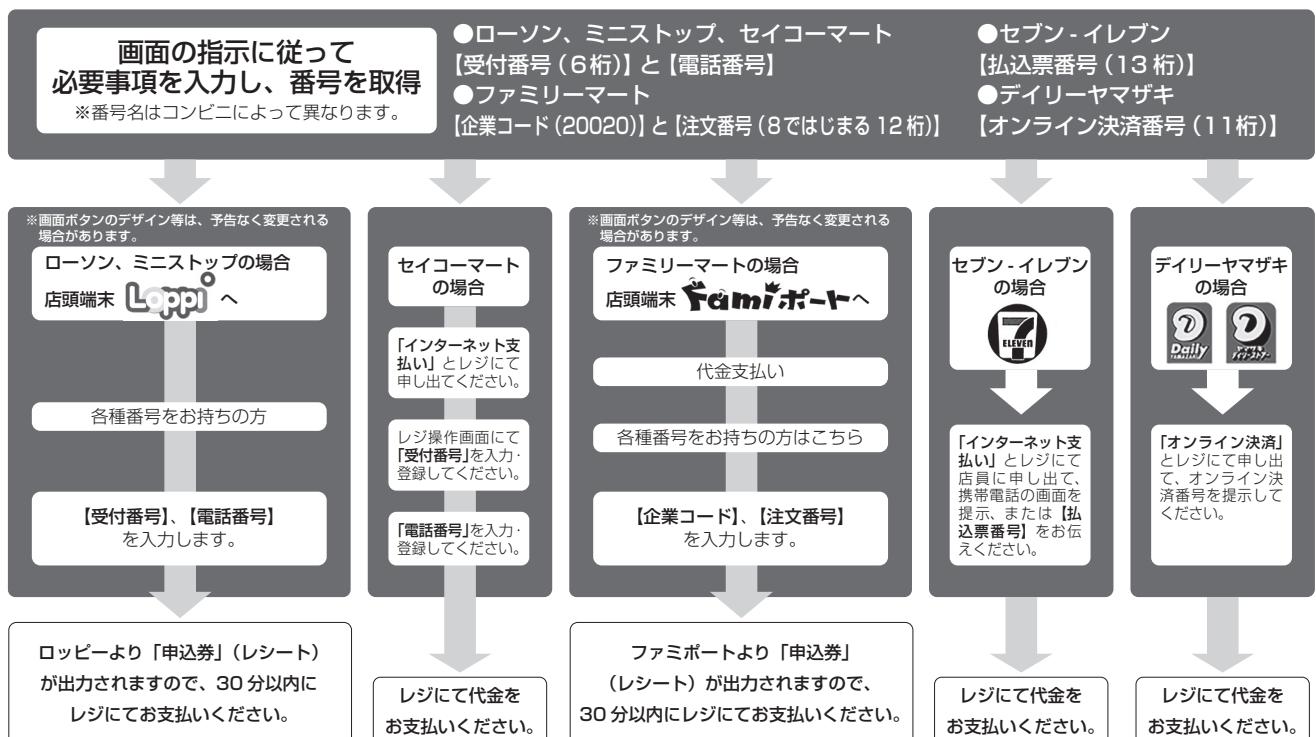 画面の指示に従って
必要事項を入力し、番号を取得
※番号名はコンビニによって異なります。
●ローソン、ミニストップ、セイコーマート
【受付番号（6桁）】と【電話番号】
●ファミリーマート
【企業コード（20020）】と【注文番号（8ではじまる12桁）】
●セブン‐イレブン
【払込票番号（13桁）】
●デイリーヤマザキ
【オンライン決済番号（11桁）】
※画面ボタンのデザイン等は、予告なく変更される
場合があります。
ローソン、ミニストップの場合
店頭端末 Loppi へ
各種番号をお持ちの方
【受付番号】、【電話番号】
を入力します。
ロッピーより「申込券」（レシート）
が出力されますので、30分以内に
レジにてお支払いください。
セイコーマート
の場合
「インターネット支
払い」とレジにて
申し出てください。
レジ操作画面にて
「受付番号」を入力・
登録してください。
「電話番号」を入力・
登録してください。
レジにて代金を
お支払いください。
※画面ボタンのデザイン等は、予告なく変更される
場合があります。
ファミリーマートの場合
店頭端末 Famiポートへ
代金支払い
各種番号をお持ちの方はこちら
【企業コード】、【注文番号】
を入力します。
ファミポートより「申込券」
（レシート）が出力されますので、
30分以内にレジにてお支払いください。
セブン‐イレブン
の場合
7
ELEVEN
「インターネット支
払い」とレジにて
店員に申し出て、
携帯電話の画面を
提示、または【払
込票番号】をお伝
えください。
レジにて代金を
お支払いください。
デイリーヤマザキ
の場合
Daily
YAMAZAKI
ヤマザキ
デイリーストアー
「オンライン決済」
とレジにて申し出
て、オンライン決
済番号を提示して
ください。
レジにて代金を
お支払いください。